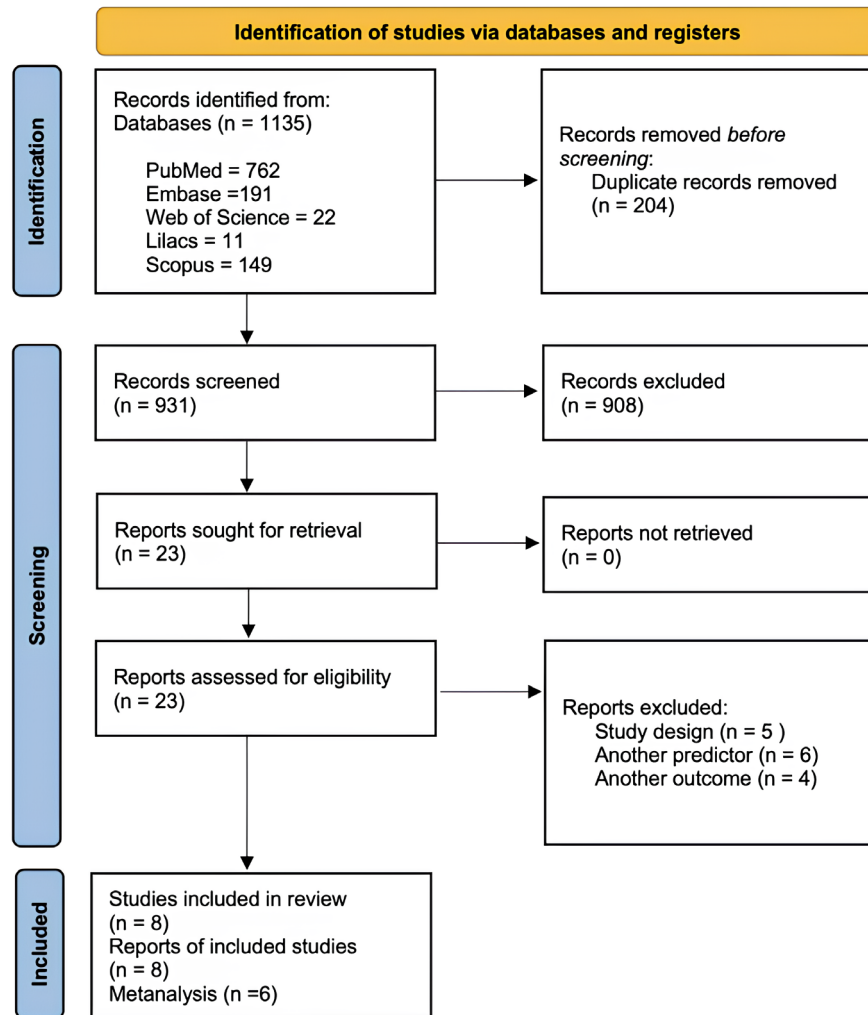 Identification of studies via databases and registers
Identification
Records identified from:
Databases (n = 1135)
PubMed = 762
Embase =191
Web of Science = 22
Lilacs = 11
Scopus = 149
Records removed before
screening:
Duplicate records removed
(n = 204)
Screening
Records screened
(n = 931)
Records excluded
(n = 908)
Reports sought for retrieval
(n = 23)
Reports not retrieved
(n = 0)
Reports assessed for eligibility
(n = 23)
Reports excluded:
Study design (n = 5 )
Another predictor (n = 6)
Another outcome (n = 4)
Included
Studies included in review
(n = 8)
Reports of included studies
(n = 8)
Metanalysis (n =6)